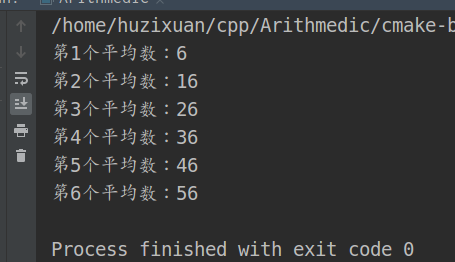 /home/huzixuan/cpp/Arithmedic/cmake-b
第1个平均数：6
第2个平均数：16
第3个平均数：26
第4个平均数：36
第5个平均数：46
第6个平均数：56
Process finished with exit code 0